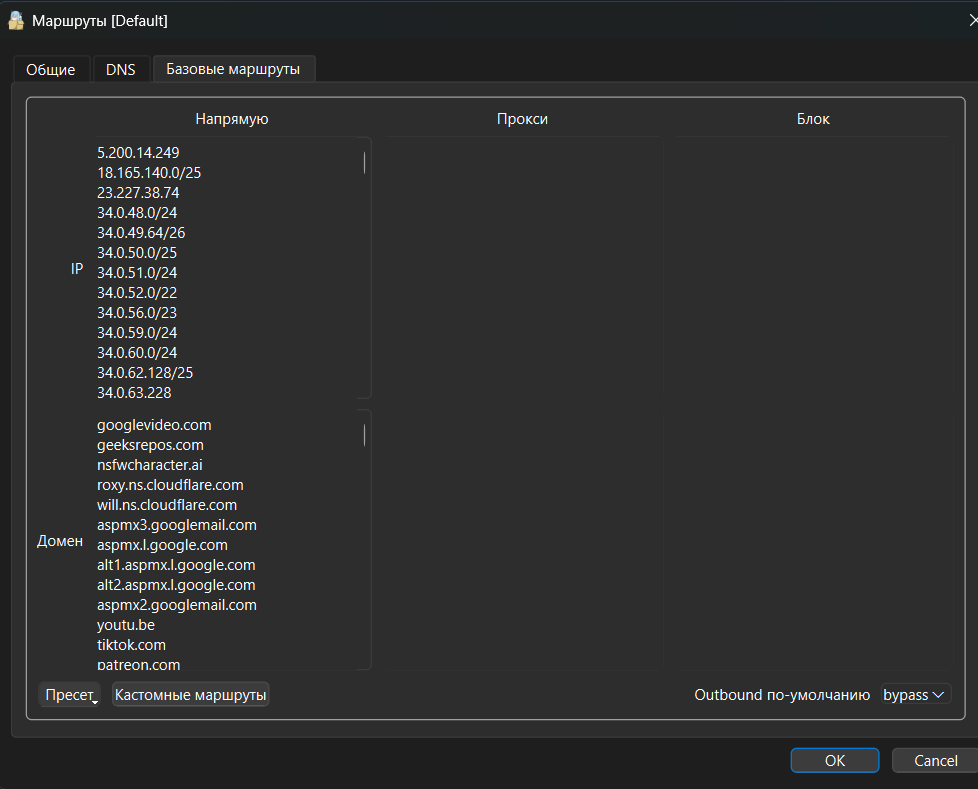 Маршруты [Default]
Общие
DNS
Базовые маршруты
Напрямую
Прокси
Блок
IP
5.200.14.249
18.165.140.0/25
23.227.38.74
34.0.48.0/24
34.0.49.64/26
34.0.50.0/25
34.0.51.0/24
34.0.52.0/22
34.0.56.0/23
34.0.59.0/24
34.0.60.0/24
34.0.62.128/25
34.0.63.228
Домен
googlevideo.com
geeksrepos.com
nsfwcharacter.ai
roxy.ns.cloudflare.com
will.ns.cloudflare.com
aspmx3.googlemail.com
aspmx.l.google.com
alt1.aspmx.l.google.com
alt2.aspmx.l.google.com
aspmx2.googlemail.com
youtu.be
tiktok.com
patreon.com
Пресет
Кастомные маршруты
Outbound по-умолчанию
bypass
OK
Cancel